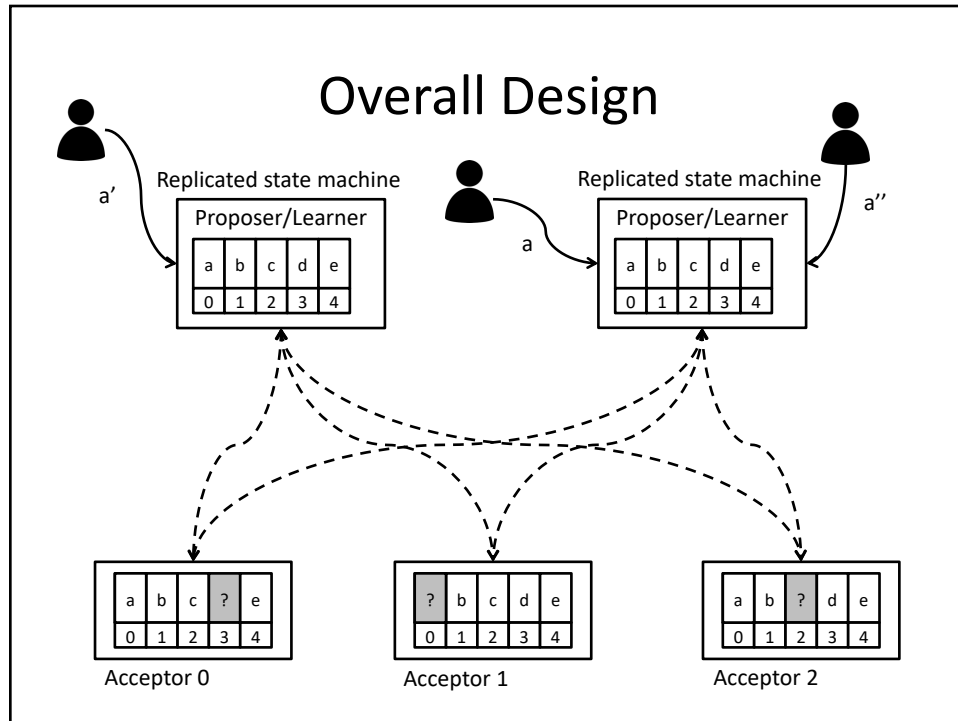 Overall Design
a'
Replicated state machine
Proposer/Learner
a b c d e
0 1 2 3 4
a
Replicated state machine
Proposer/Learner
a b c d e
0 1 2 3 4
a''
a b c ? e
0 1 2 3 4
Acceptor 0
? b c d e
0 1 2 3 4
Acceptor 1
a b ? d e
0 1 2 3 4
Acceptor 2